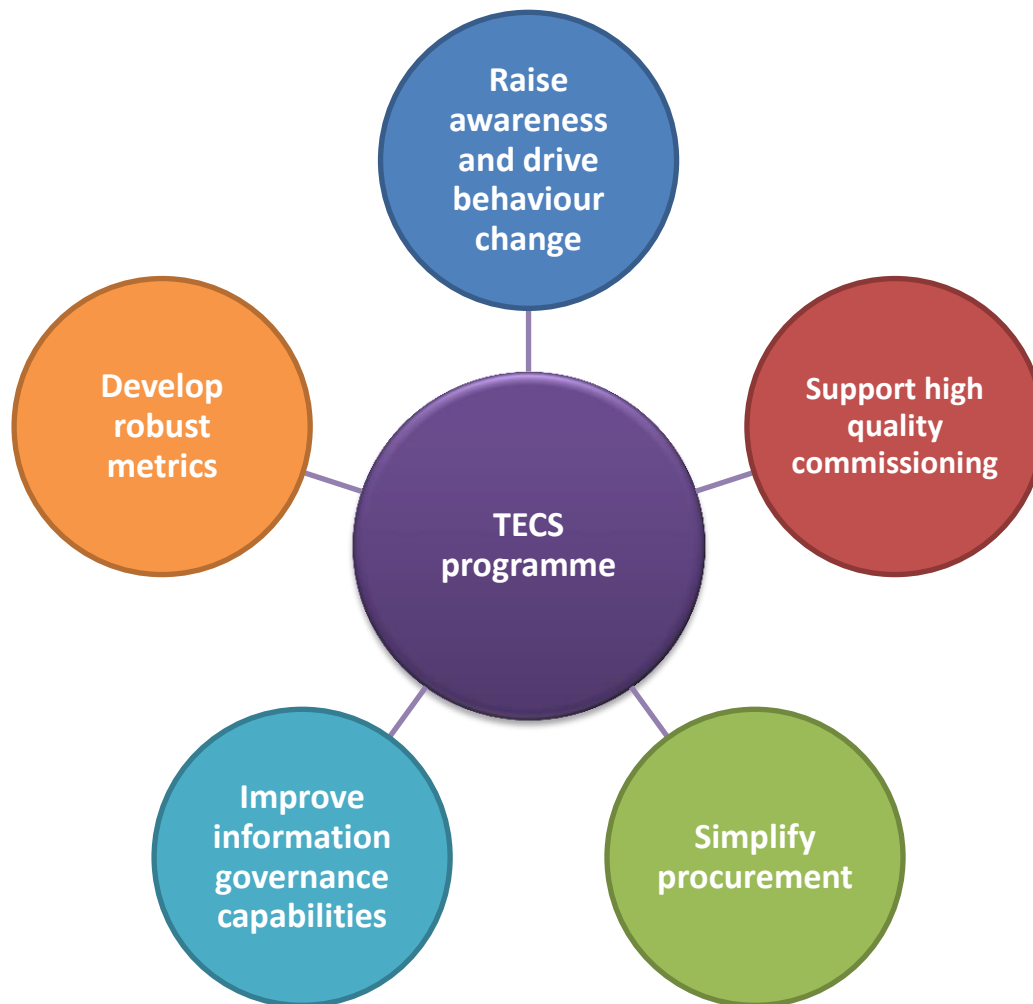 Raise
awareness
and drive
behaviour
change
Develop
robust
metrics
Support high
quality
commissioning
TECS
programme
Improve
information
governance
capabilities
Simplify
procurement